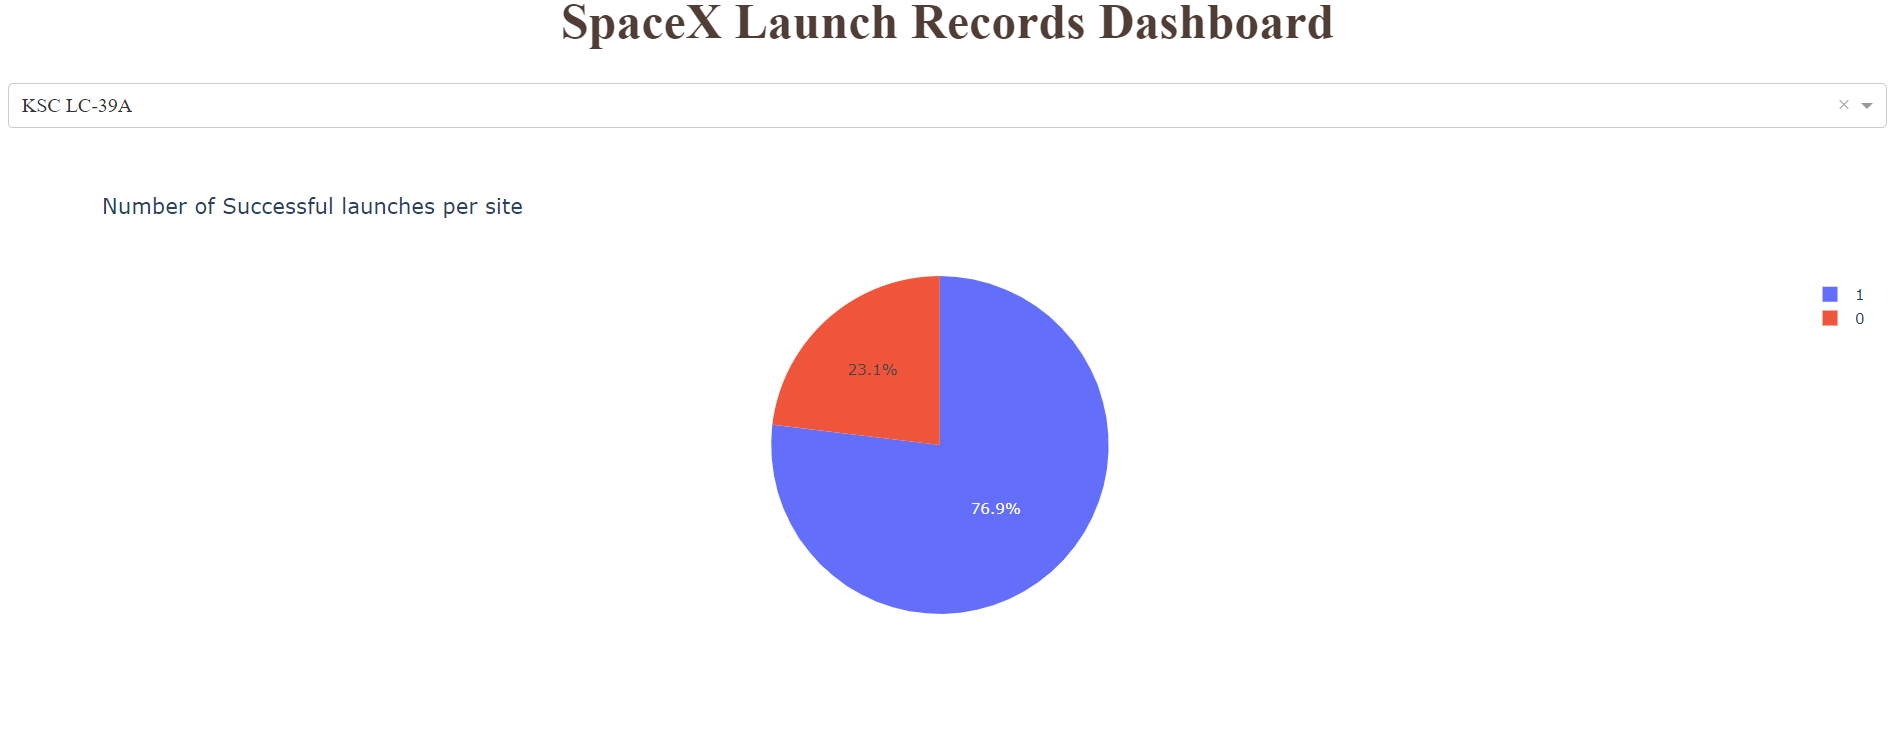 SpaceX Launch Records Dashboard
KSC LC-39A
×
Number of Successful launches per site
1
0
23.1%
76.9%